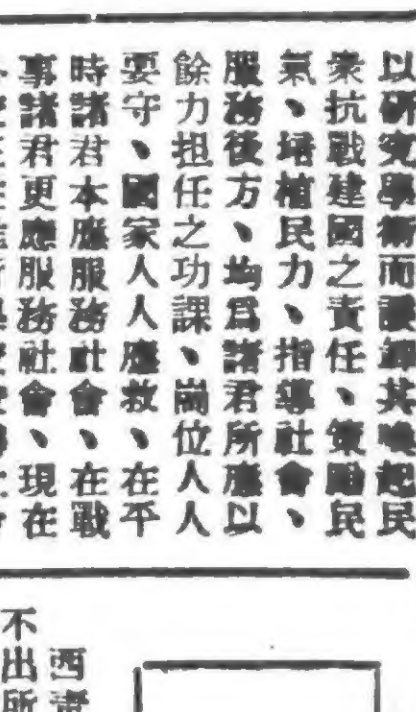 以研究學術而諉卸其喚起民
衆抗戰建國之責任、策勵民
氣、培植民力、指導社會、
服務後方、均爲諸君所應以
餘力担任之功課、崗位人人
要守、國家人人應救、在平
時諸君本應服務社會、在戰
事諸君更應服務社會、現在
西
不出所